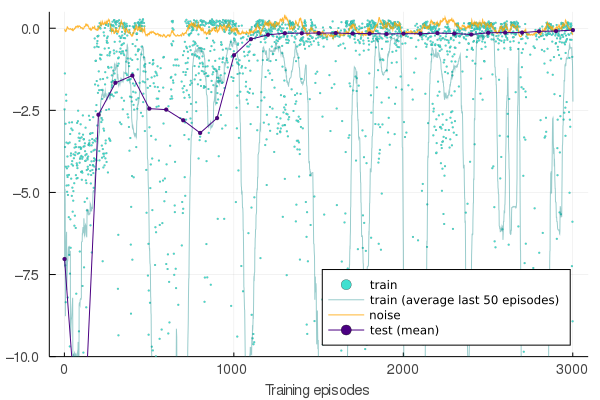 0.0
−2.5
−5.0
−7.5
−10.0
0
1000
2000
3000
Training episodes
train
train (average last 50 episodes)
noise
test (mean)